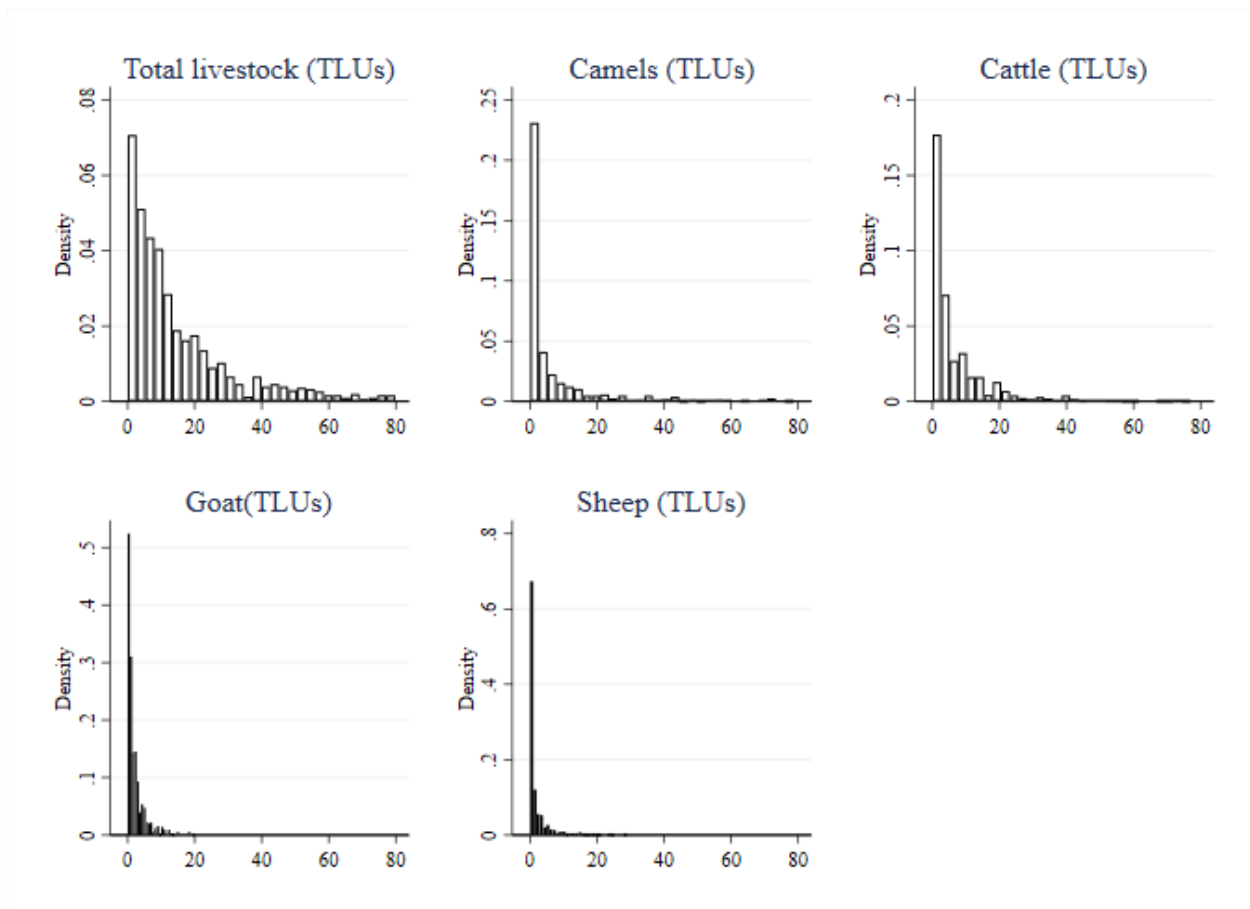 Total livestock (TLUs)
Density
.08
.06
.04
.02
0
0 20 40 60 80
Camels (TLUs)
Density
.25
.2
.15
.1
.05
0
0 20 40 60 80
Cattle (TLUs)
Density
.2
.15
.1
.05
0
0 20 40 60 80
Goat(TLUs)
Density
.5
.4
.3
.2
.1
0
0 20 40 60 80
Sheep (TLUs)
Density
.8
.6
.4
.2
0
0 20 40 60 80